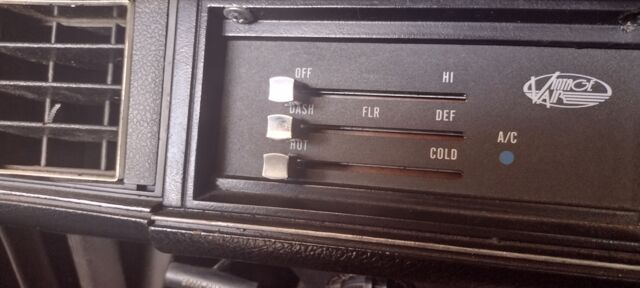 OFF HI
DASH FLR DEF
HOT COLD
A/C
VINTAGE
AIR